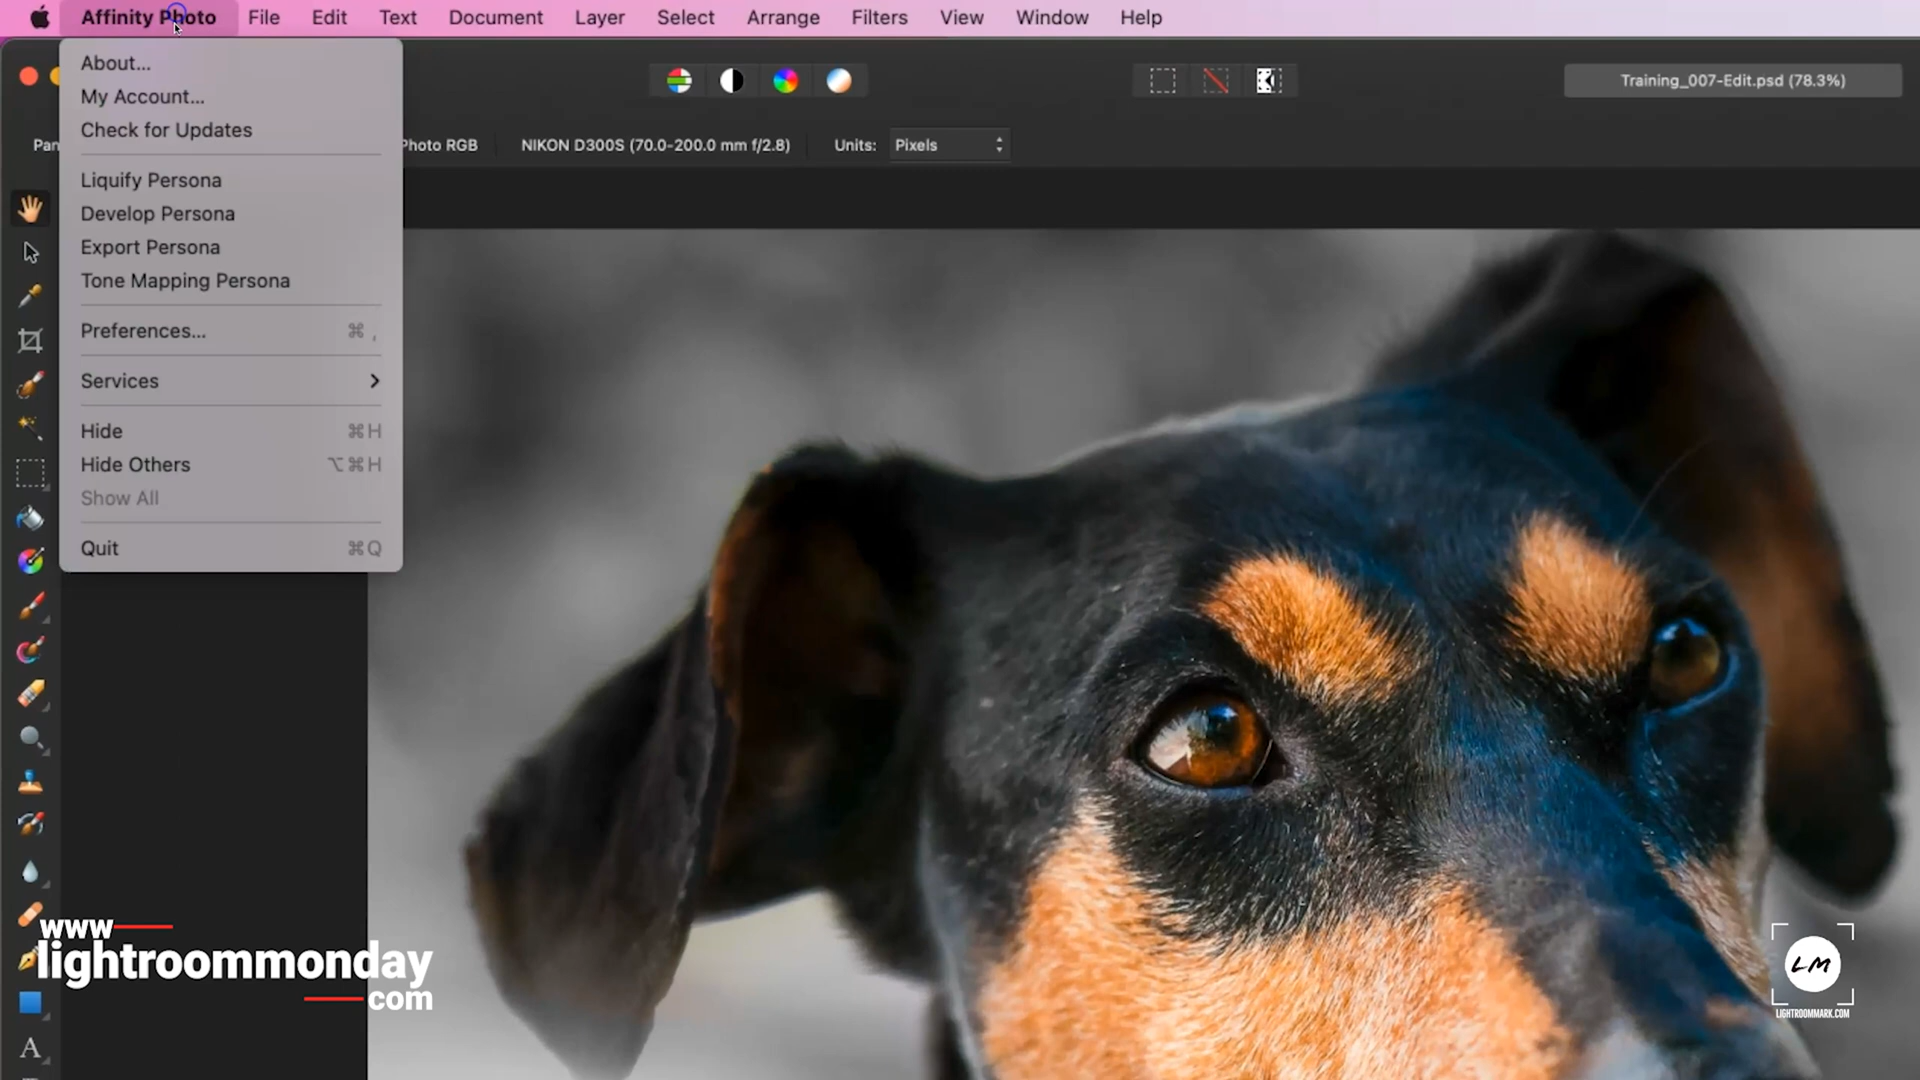 Affinity Photo File Edit Text Document Layer Select Arrange Filters View Window Help
About...
My Account...
Check for Updates
Liquify Persona
Develop Persona
Export Persona
Tone Mapping Persona
Preferences... ⌘ ,
Services
Hide ⌘H
Hide Others ⌥⌘H
Show All
Quit ⌘Q
Training_007-Edit.psd (78.3%)
Pan
Photo RGB NIKON D300S (70.0-200.0 mm f/2.8) Units: Pixels
A
www
lightroommonday
com
LM
LIGHTROOMMARK.COM